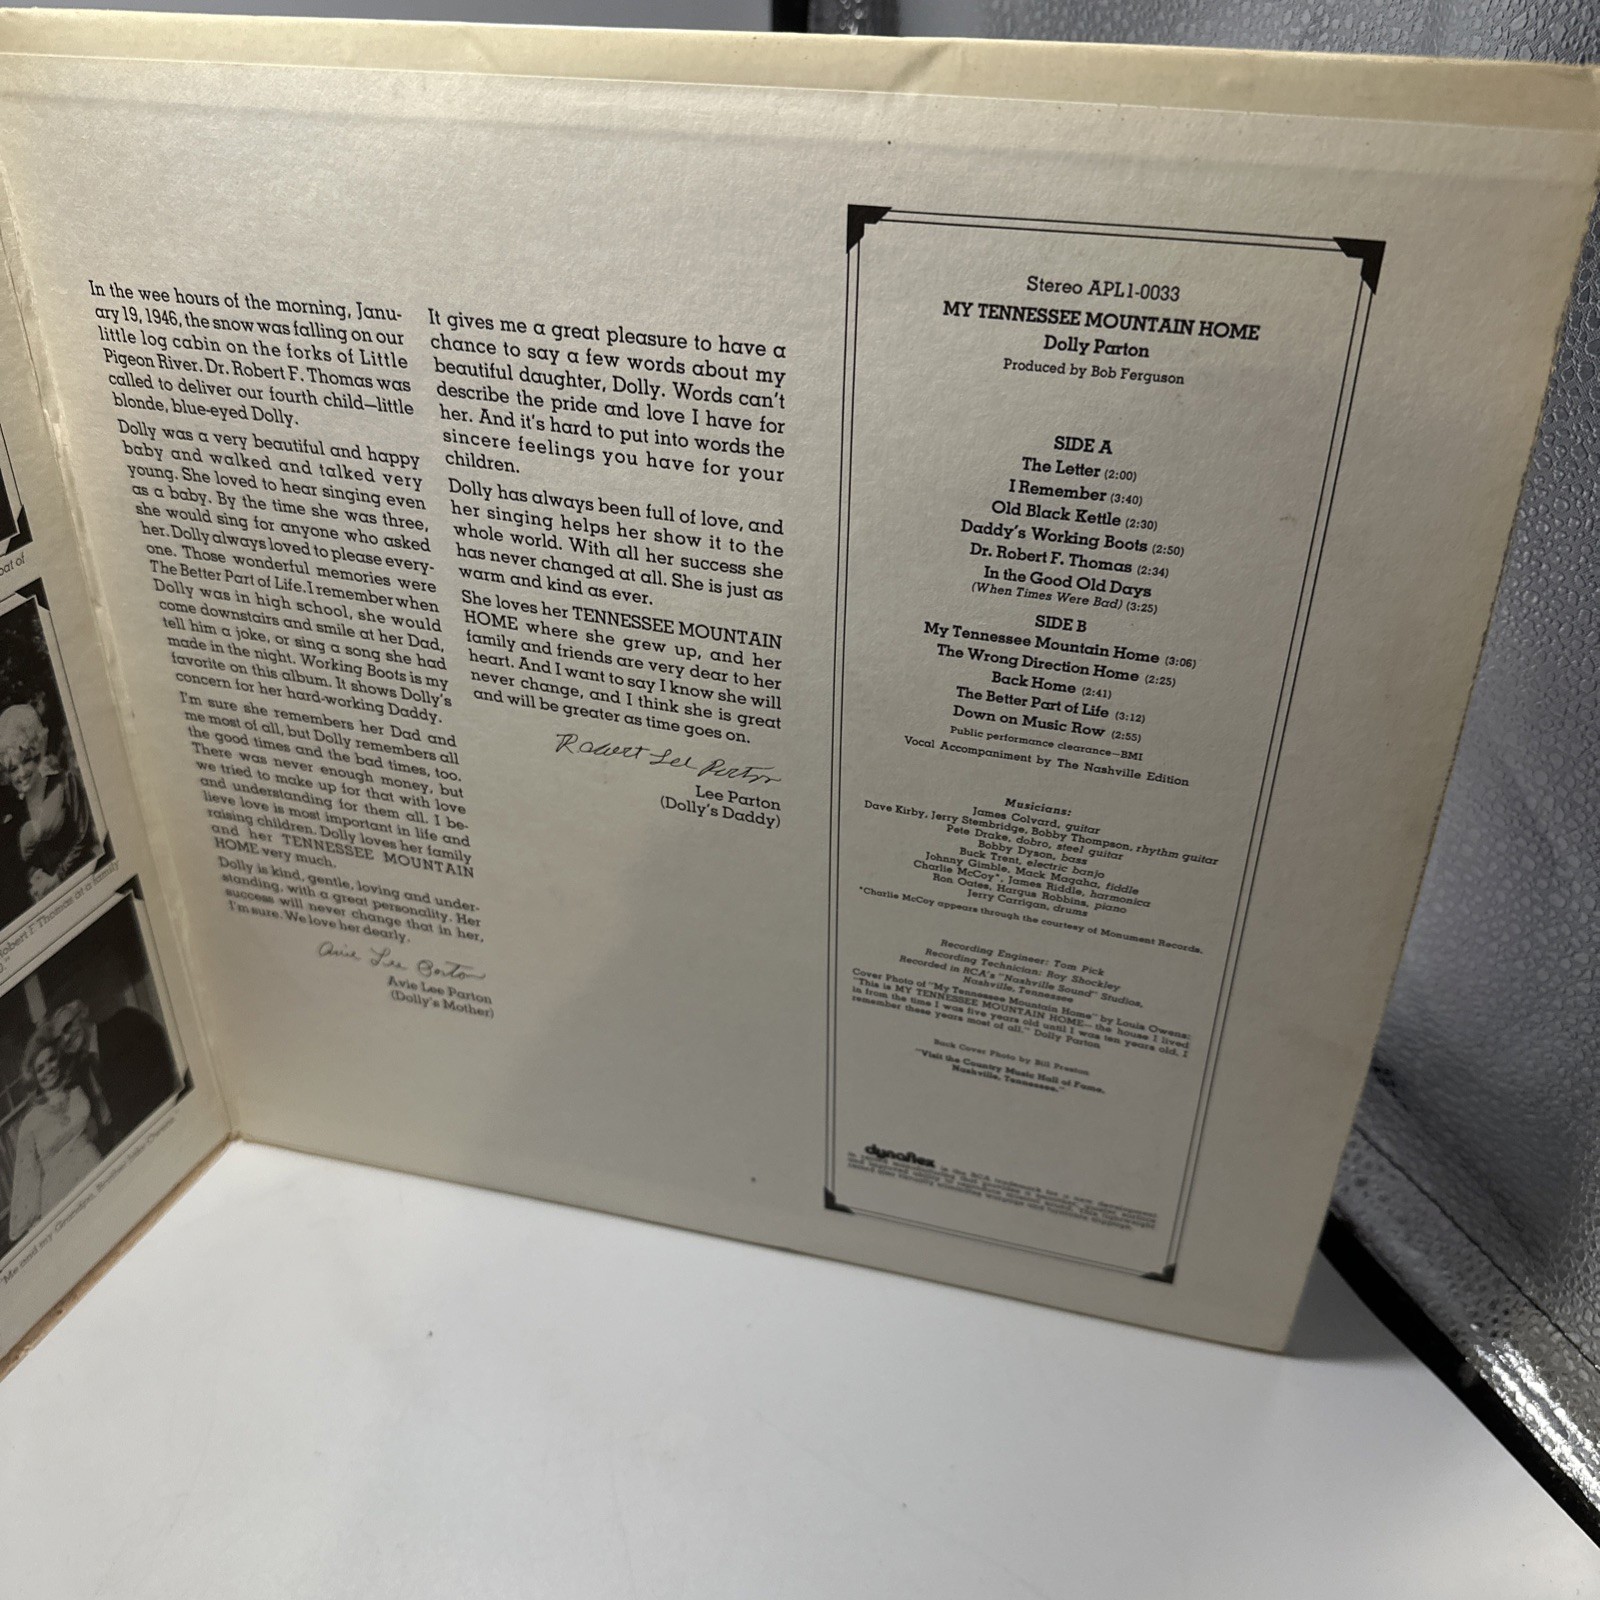 oat of
Robert F. Thomas at a family
"Me and my Grandpa,
In the wee hours of the morning, Janu-
ary 19, 1946, the snow was falling on our
little log cabin on the forks of Little
Pigeon River. Dr. Robert F. Thomas was
called to deliver our fourth child—little
blonde, blue-eyed Dolly.
Dolly was a very beautiful and happy
baby and walked and talked very
young. She loved to hear singing even
as a baby. By the time she was three,
she would sing for anyone who asked
her. Dolly always loved to please every-
one. Those wonderful memories were
The Better Part of Life. I remember when
Dolly was in high school, she would
come downstairs and smile at her Dad,
tell him a joke, or sing a song she had
made in the night. Working Boots is my
favorite on this album. It shows Dolly's
concern for her hard-working Daddy.
I'm sure she remembers her Dad and
me most of all, but Dolly remembers all
the good times and the bad times, too.
There was never enough money, but
we tried to make up for that with love
and understanding for them all. I be-
lieve love is most important in life and
raising children. Dolly loves her family
and her TENNESSEE MOUNTAIN
HOME very much.
Dolly is kind, gentle, loving and under-
standing, with a great personality. Her
success will never change that in her,
I'm sure. We love her dearly.
Avie Lee Parton
Avie Lee Parton
(Dolly's Mother)
It gives me a great pleasure to have a
chance to say a few words about my
beautiful daughter, Dolly. Words can't
describe the pride and love I have for
her. And it's hard to put into words the
sincere feelings you have for your
children.
Dolly has always been full of love, and
her singing helps her show it to the
whole world. With all her success she
has never changed at all. She is just as
warm and kind as ever.
She loves her TENNESSEE MOUNTAIN
HOME where she grew up, and her
family and friends are very dear to her
heart. And I want to say I know she will
never change, and I think she is great
and will be greater as time goes on.
Robert Lee Parton
Lee Parton
(Dolly's Daddy)
Stereo APL1-0033
MY TENNESSEE MOUNTAIN HOME
Dolly Parton
Produced by Bob Ferguson
SIDE A
The Letter (2:00)
I Remember (3:40)
Old Black Kettle (2:30)
Daddy's Working Boots (2:50)
Dr. Robert F. Thomas (2:34)
In the Good Old Days
(When Times Were Bad) (3:25)
SIDE B
My Tennessee Mountain Home (3:06)
The Wrong Direction Home (2:25)
Back Home (2:41)
The Better Part of Life (3:12)
Down on Music Row (2:55)
Public performance clearance—BMI
Vocal Accompaniment by The Nashville Edition
Musicians:
James Colvard, guitar
Dave Kirby, Jerry Stembridge, Bobby Thompson, rhythm guitar
Pete Drake, dobro, steel guitar
Bobby Dyson, bass
Buck Trent, electric banjo
Johnny Gimble, Mack Magaha, fiddle
Charlie McCoy*, James Riddle, harmonica
Ron Oates, Hargus Robbins, piano
Jerry Carrigan, drums
*Charlie McCoy appears through the courtesy of Monument Records.
Recording Engineer: Tom Pick
Recording Technician: Roy Shockley
Recorded in RCA's "Nashville Sound" Studios,
Nashville, Tennessee
Cover Photo of "My Tennessee Mountain Home" by Louis Owens:
"This is MY TENNESSEE MOUNTAIN HOME—the house I lived
in from the time I was five years old until I was ten years old. I
remember these years most of all." Dolly Parton
Back Cover Photo by Bill Preston
"Visit the Country Music Hall of Fame,
Nashville, Tennessee."
dynaflex
is the RCA trademark for a new development